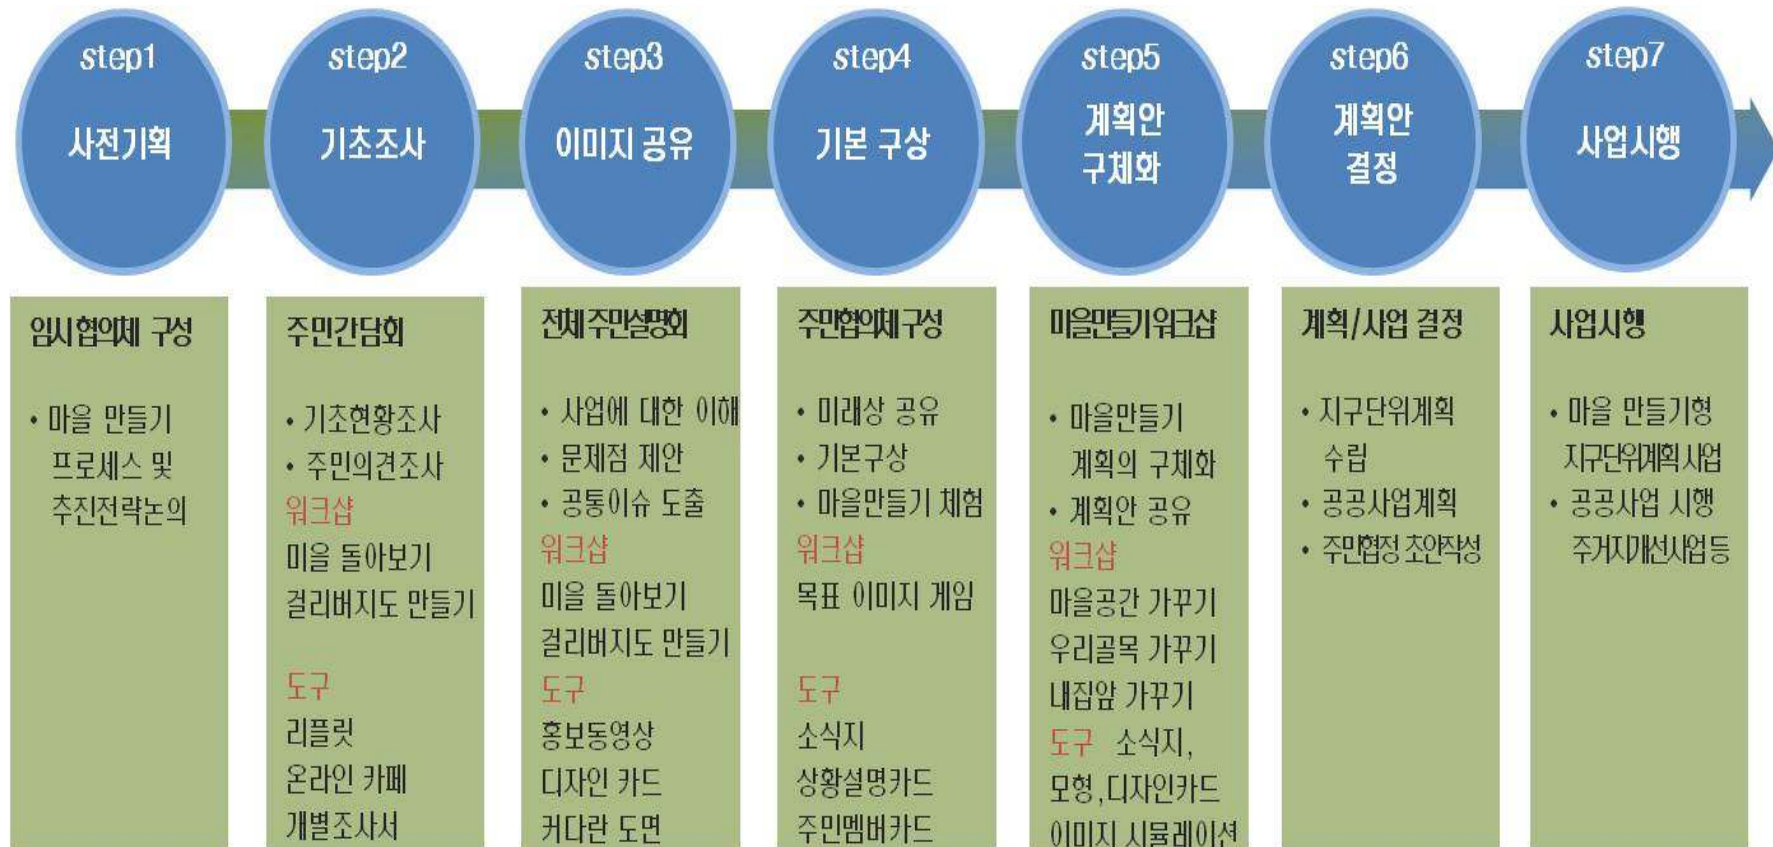 step1
사전기획
step2
기초조사
step3
이미지 공유
step4
기본 구상
step5
계획안
구체화
step6
계획안
결정
step7
사업시행
임시협의체 구성
• 마을 만들기
프로세스 및
추진전략논의
주민간담회
• 기초현황조사
• 주민의견조사
워크샵
미을 돌아보기
걸리버지도 만들기
도구
리플릿
온라인 카페
개별조사서
전체주민설명회
• 사업에 대한 이해
• 문제점 제안
• 공통이슈 도출
워크샵
미을 돌아보기
걸리버지도 만들기
도구
홍보동영상
디자인 카드
커다란 도면
주민협의체구성
• 미래상 공유
• 기본구상
• 마을만들기 체험
워크샵
목표 이미지 게임
도구
소식지
상황설명카드
주민멤버카드
미을만들기워크샵
• 마을만들기
계획의 구체화
• 계획안 공유
워크샵
마을공간 가꾸기
우리골목 가꾸기
내집앞 가꾸기
도구 소식지,
모형,디자인카드
이미지 시뮬레이션
계획/사업 결정
• 지구단위계획
수립
• 공공사업계획
• 주민협정 초안작성
사업시행
• 마을 만들기형
지구단위계획사업
• 공공사업 시행
주거지개선사업 등